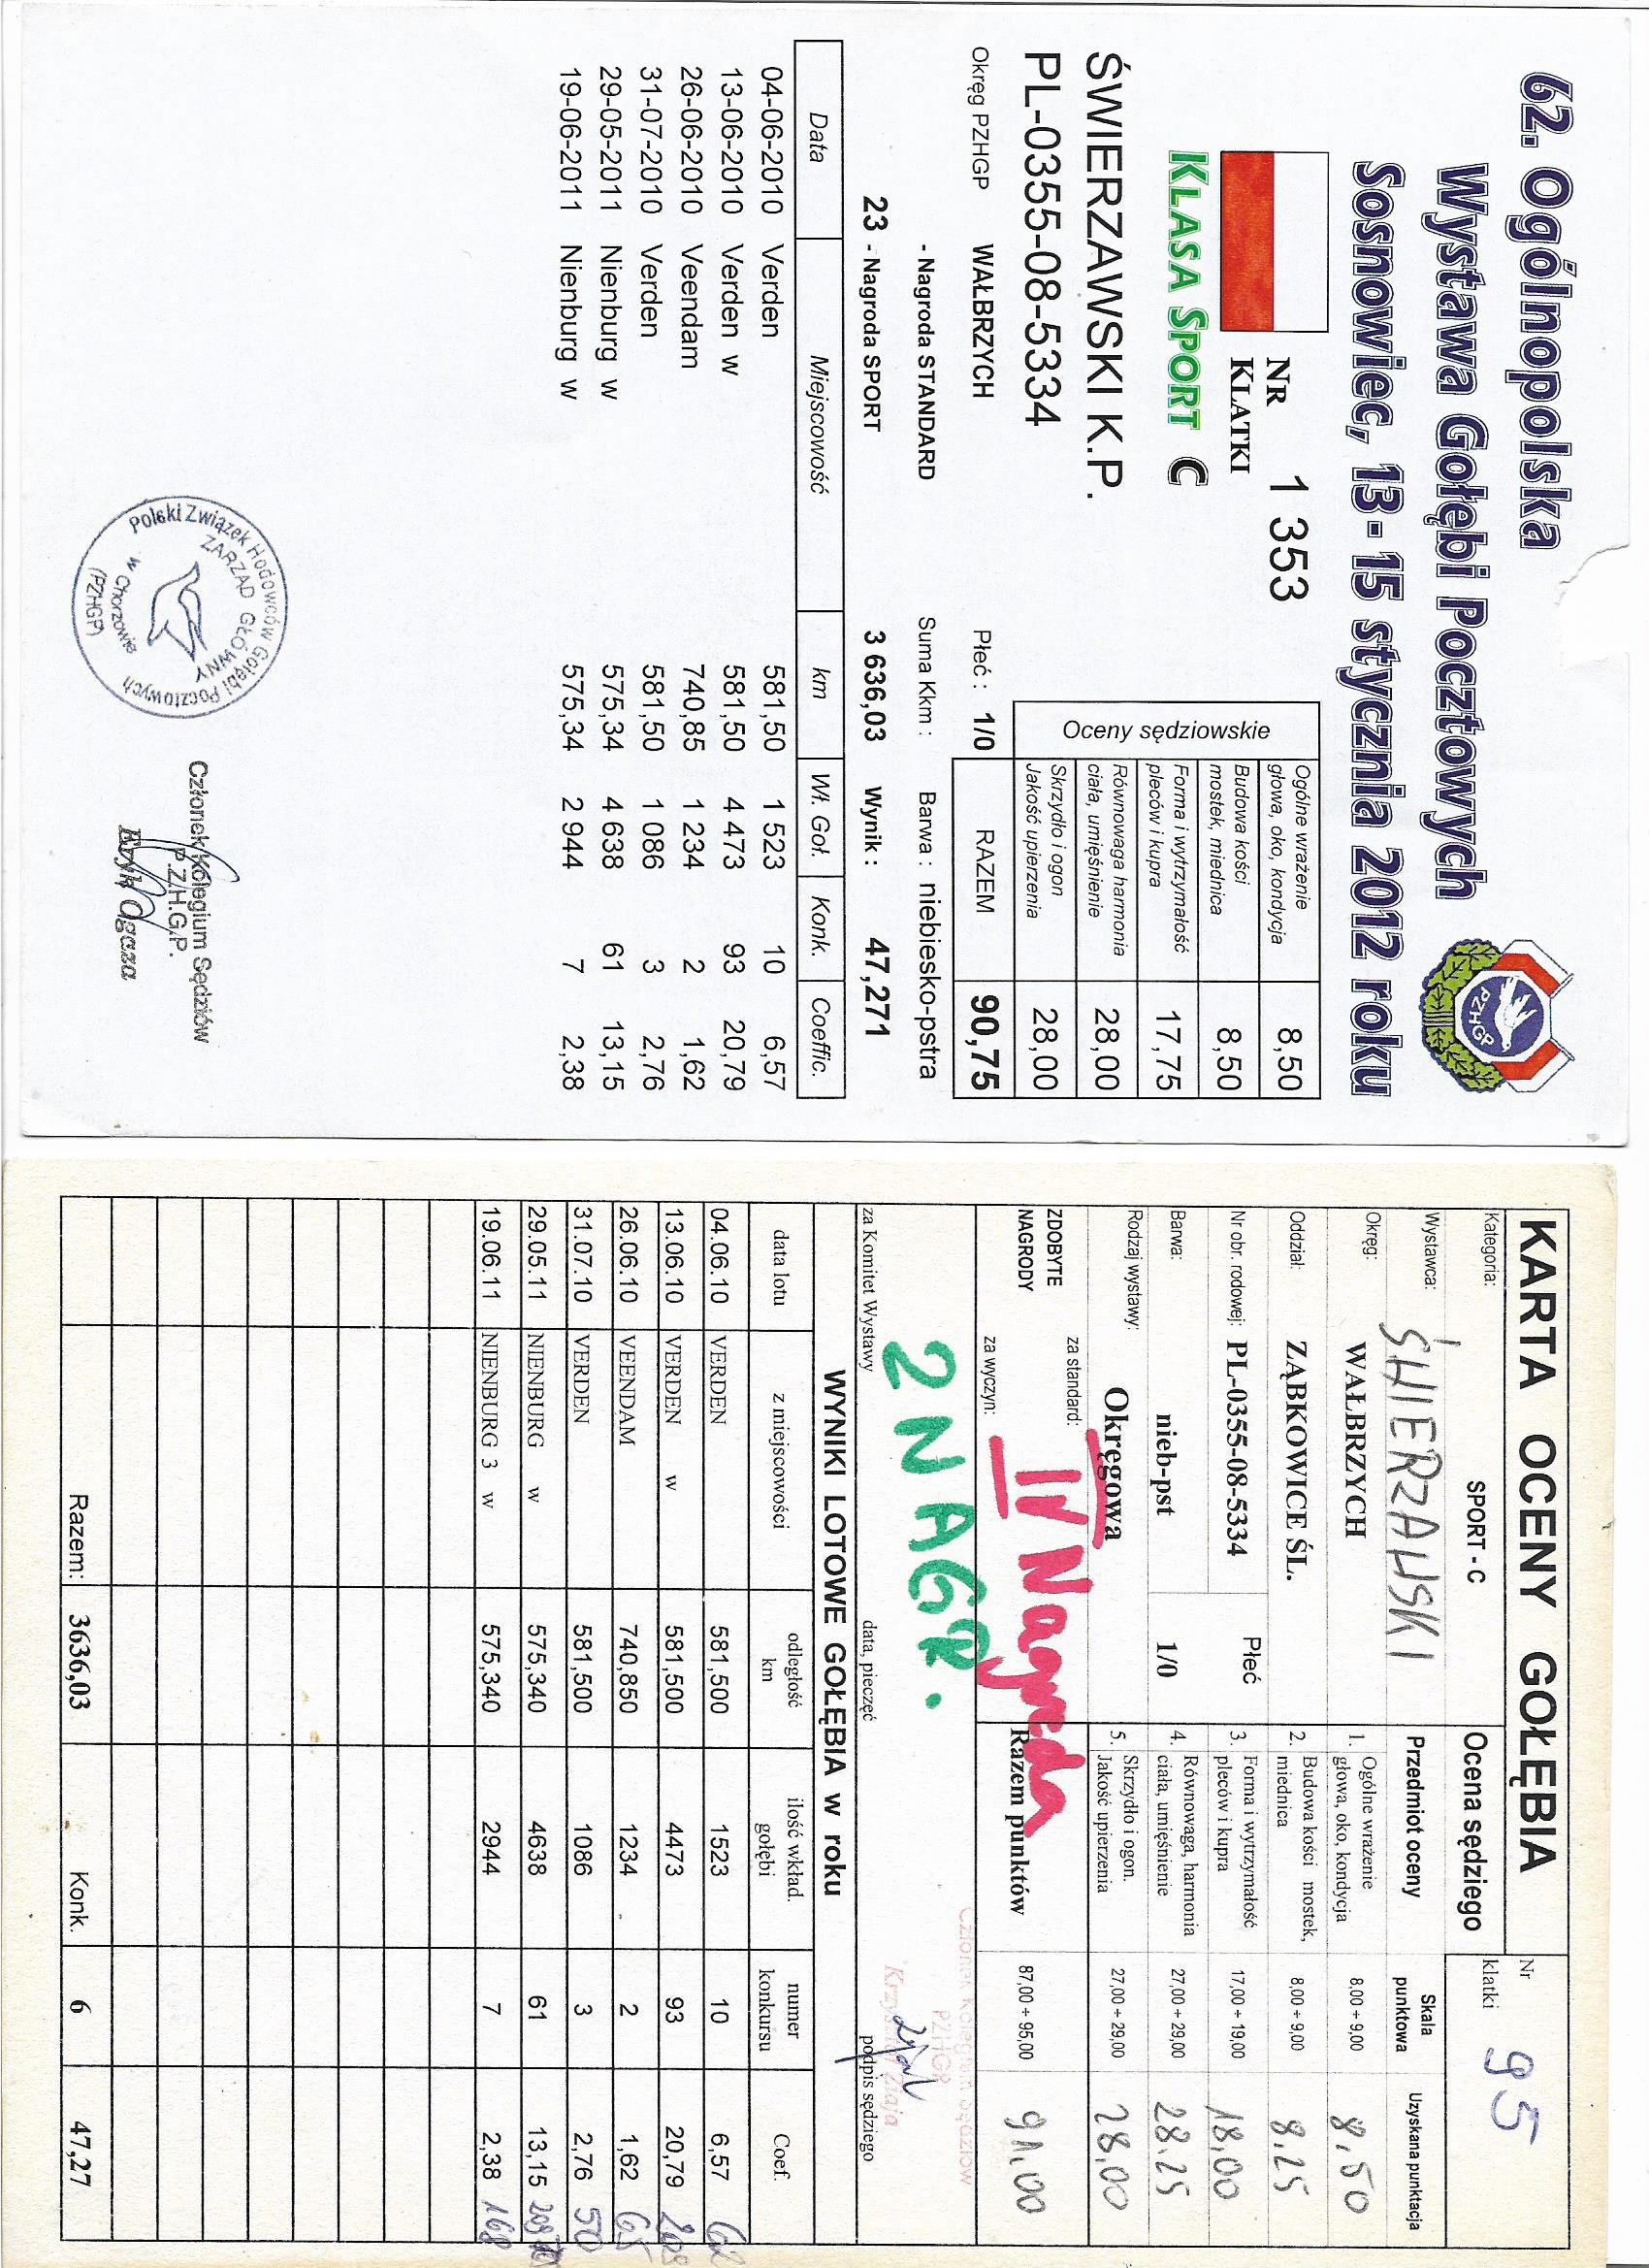 62. Ogólnopolska
Wystawa Gołębi Pocztowych
Sosnowiec, 13 - 15 stycznia 2012 roku
PZHGP
NR KLATKI 1 353
KLASA SPORT C
ŚWIERZAWSKI K.P.
PL-0355-08-5334
Okręg PZHGP WAŁBRZYCH Płeć : 1/0
Oceny sędziowskie
Ogólne wrażenie głowa, oko, kondycja 8,50
Budowa kości mostek, miednica 8,50
Forma i wytrzymałość pleców i kupra 17,75
Równowaga harmonia ciała, umięśnienie 28,00
Skrzydło i ogon Jakość upierzenia 28,00
RAZEM 90,75
- Nagroda STANDARD Suma Kkm : Barwa : niebiesko-pstra
23 - Nagroda SPORT 3 636,03 Wynik : 47,271
Data Miejscowość km Wł. Goł. Konk. Coeffic.
04-06-2010 Verden 581,50 1 523 10 6,57
13-06-2010 Verden w 581,50 4 473 93 20,79
26-06-2010 Veendam 740,85 1 234 2 1,62
31-07-2010 Verden 581,50 1 086 3 2,76
29-05-2011 Nienburg w 575,34 4 638 61 13,15
19-06-2011 Nienburg w 575,34 2 944 7 2,38
Polski Związek Hodowców Gołębi Pocztowych
ZARZĄD GŁÓWNY
w Chorzowie
(PZHGP)
Członek Kolegium Sędziów
P.Z.H.G.P.
Eryk Ogcza
KARTA OCENY GOŁĘBIA
Nr klatki 95
Kategoria: SPORT - C
Ocena sędziego
Wystawca: ŚWIERZAWSKI
Przedmiot oceny Skala punktowa Uzyskana punktacja
Okręg: WAŁBRZYCH
1. Ogólne wrażenie głowa, oko, kondycja 8,00 ÷ 9,00 8,50
Oddział: ZĄBKOWICE ŚL.
2. Budowa kości mostek, miednica 8,00 ÷ 9,00 8,25
Nr obr. rodowej: PL-0355-08-5334 Płeć
3. Forma i wytrzymałość pleców i kupra 17,00 ÷ 19,00 18,00
Barwa: nieb-pst 1/0
4. Równowaga, harmonia ciała, umięśnienie 27,00 ÷ 29,00 28.25
Rodzaj wystawy: Okręgowa
5. Skrzydło i ogon. Jakość upierzenia 27,00 ÷ 29,00 28,00
ZDOBYTE NAGRODY
za standard: IV Nagroda
za wyczyn:
Razem punktów 87,00 ÷ 95,00 91,00
2 NAGR.
Członek Kolegium Sędziów
PZHGP
za Komitet Wystawy data, pieczęć podpis sędziego
WYNIKI LOTOWE GOŁĘBIA w roku
data lotu z miejscowości odległość km ilość wkład. gołębi numer konkursu Coef.
04.06.10 VERDEN 581,500 1523 10 6,57
13.06.10 VERDEN w 581,500 4473 93 20,79
26.06.10 VEENDAM 740,850 1234 2 1,62 65
31.07.10 VERDEN 581,500 1086 3 2,76 50
29.05.11 NIENBURG w 575,340 4638 61 13,15
19.06.11 NIENBURG 3 w 575,340 2944 7 2,38 168
Razem: 3636,03 Konk. 6 47,27